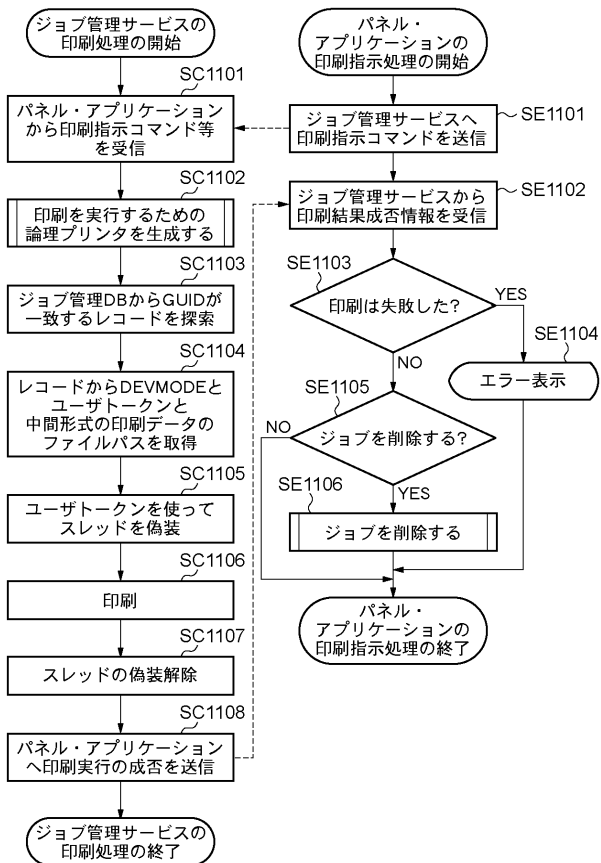 ジョブ管理サービスの
印刷処理の開始
SC1101
パネル・アプリケーション
から印刷指示コマンド等
を受信
SC1102
印刷を実行するための
論理プリンタを生成する
SC1103
ジョブ管理DBからGUIDが
一致するレコードを探索
SC1104
レコードからDEVMODEと
ユーザトークンと
中間形式の印刷データの
ファイルパスを取得
SC1105
ユーザトークンを使って
スレッドを偽装
SC1106
印刷
SC1107
スレッドの偽装解除
SC1108
パネル・アプリケーション
へ印刷実行の成否を送信
ジョブ管理サービスの
印刷処理の終了
パネル・
アプリケーションの
印刷指示処理の開始
SE1101
ジョブ管理サービスへ
印刷指示コマンドを送信
SE1102
ジョブ管理サービスから
印刷結果成否情報を受信
SE1103
印刷は失敗した?
YES
NO
SE1104
エラー表示
SE1105
ジョブを削除する?
NO
YES
SE1106
ジョブを削除する
パネル・
アプリケーションの
印刷指示処理の終了